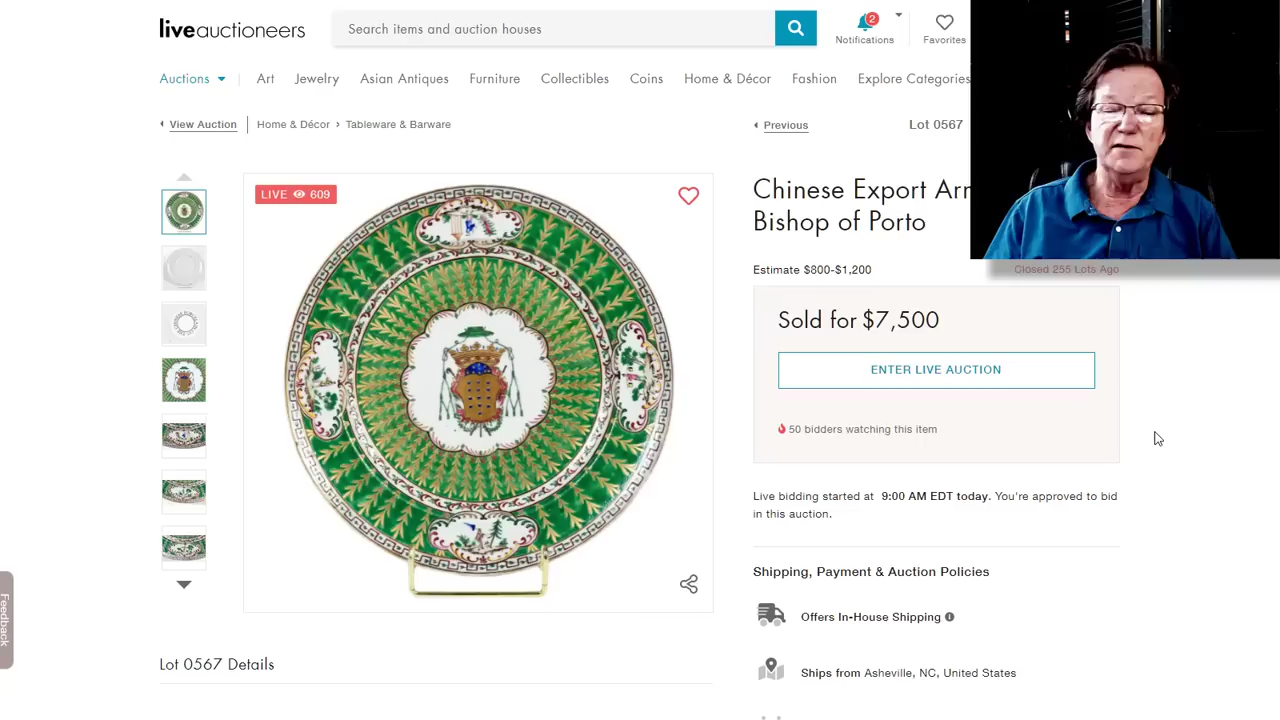 liveauctioneers
Search items and auction houses
2
Notifications
Favorites
Auctions
Art
Jewelry
Asian Antiques
Furniture
Collectibles
Coins
Home & Décor
Fashion
Explore Categories
View Auction
Home & Décor › Tableware & Barware
Previous
Lot 0567
LIVE 609
Chinese Export Arm
Bishop of Porto
Estimate $800-$1,200
Closed 255 Lots Ago
Sold for $7,500
ENTER LIVE AUCTION
50 bidders watching this item
Live bidding started at 9:00 AM EDT today. You're approved to bid
in this auction.
Shipping, Payment & Auction Policies
Offers In-House Shipping
Ships from Asheville, NC, United States
Feedback
Lot 0567 Details